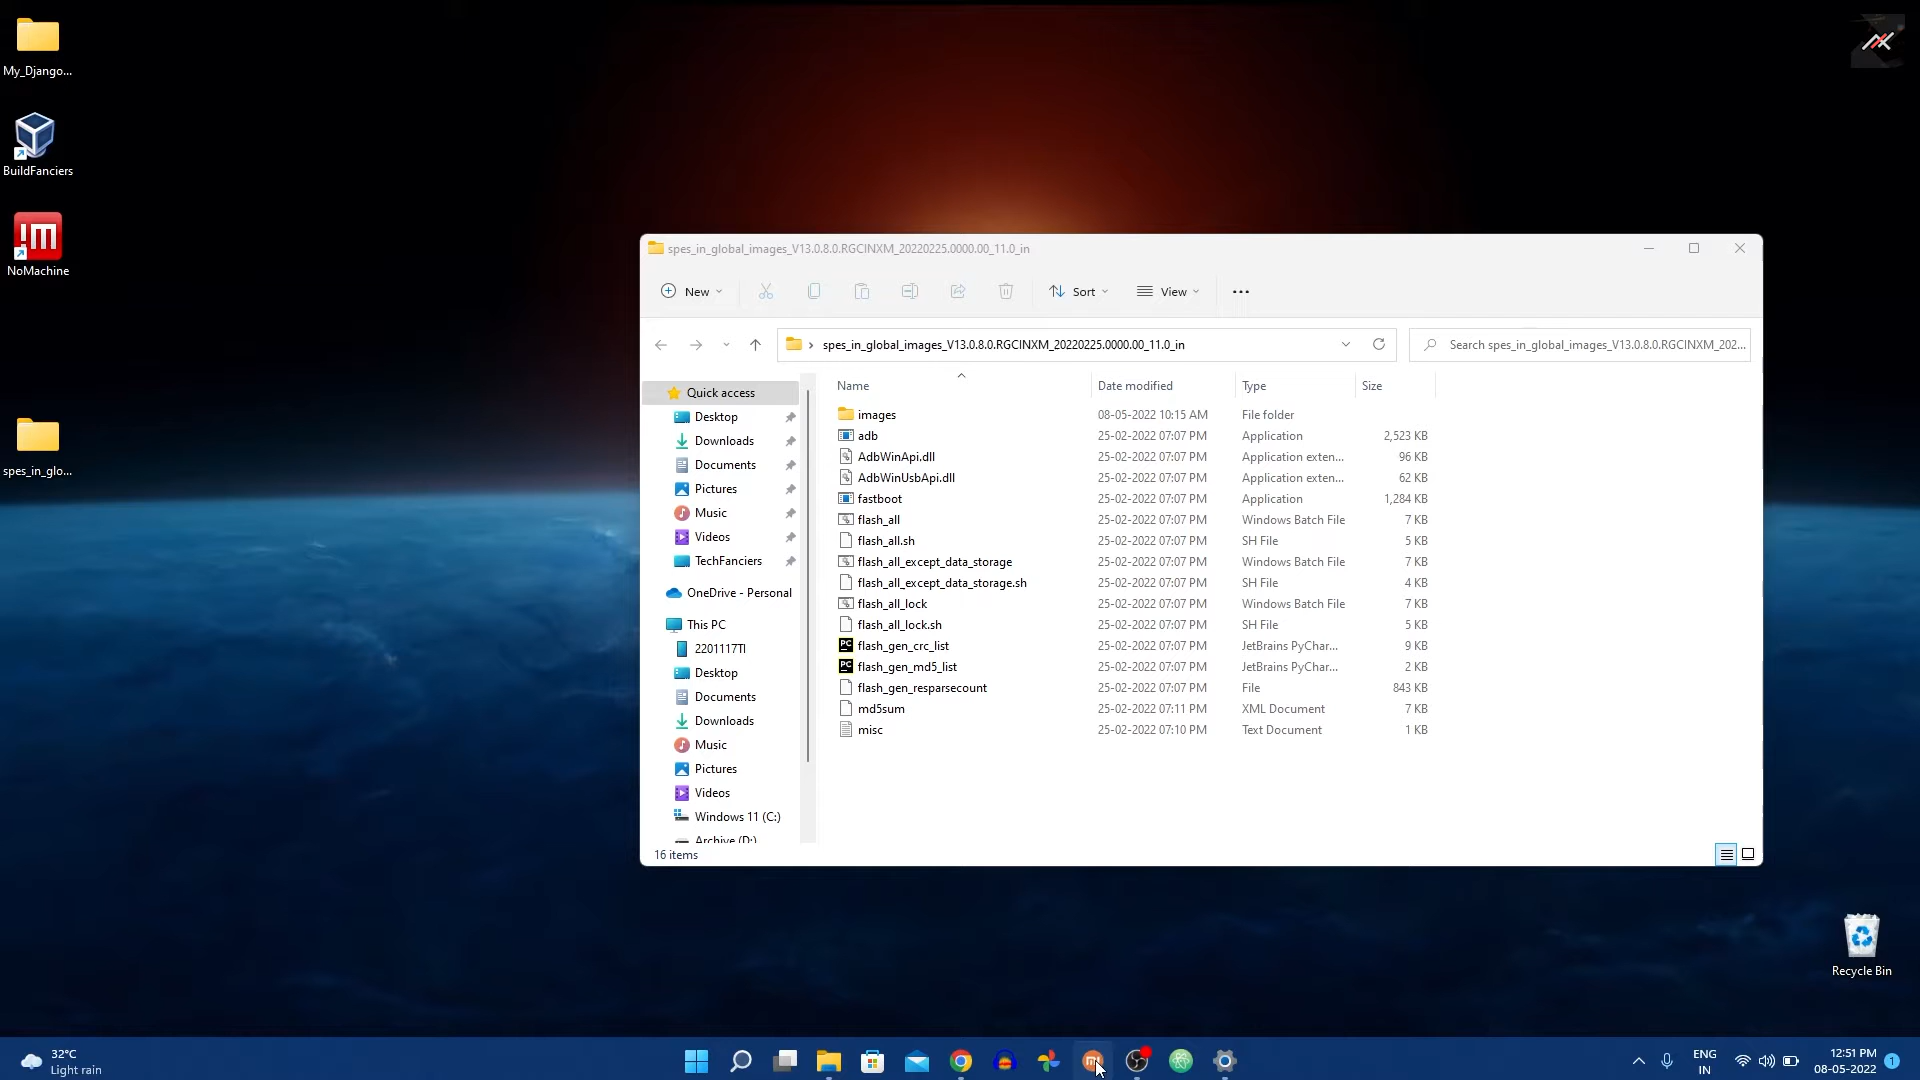 My_Django...
BuildFanciers
NoMachine
spes_in_glo...
spes_in_global_images_V13.0.8.0.RGCINXM_20220225.0000.00_11.0_in
New
Sort
View
spes_in_global_images_V13.0.8.0.RGCINXM_20220225.0000.00_11.0_in
Search spes_in_global_images_V13.0.8.0.RGCINXM_202...
Quick access
Desktop
Downloads
Documents
Pictures
Music
Videos
TechFanciers
OneDrive - Personal
This PC
2201117TI
Desktop
Documents
Downloads
Music
Pictures
Videos
Windows 11 (C:)
Archive (D:)
Name Date modified Type Size
images 08-05-2022 10:15 AM File folder
adb 25-02-2022 07:07 PM Application 2,523 KB
AdbWinApi.dll 25-02-2022 07:07 PM Application exten... 96 KB
AdbWinUsbApi.dll 25-02-2022 07:07 PM Application exten... 62 KB
fastboot 25-02-2022 07:07 PM Application 1,284 KB
flash_all 25-02-2022 07:07 PM Windows Batch File 7 KB
flash_all.sh 25-02-2022 07:07 PM SH File 5 KB
flash_all_except_data_storage 25-02-2022 07:07 PM Windows Batch File 7 KB
flash_all_except_data_storage.sh 25-02-2022 07:07 PM SH File 4 KB
flash_all_lock 25-02-2022 07:07 PM Windows Batch File 7 KB
flash_all_lock.sh 25-02-2022 07:07 PM SH File 5 KB
flash_gen_crc_list 25-02-2022 07:07 PM JetBrains PyChar... 9 KB
flash_gen_md5_list 25-02-2022 07:07 PM JetBrains PyChar... 2 KB
flash_gen_resparsecount 25-02-2022 07:07 PM File 843 KB
md5sum 25-02-2022 07:11 PM XML Document 7 KB
misc 25-02-2022 07:10 PM Text Document 1 KB
16 items
Recycle Bin
32°C
Light rain
ENG
IN
12:51 PM
08-05-2022
1